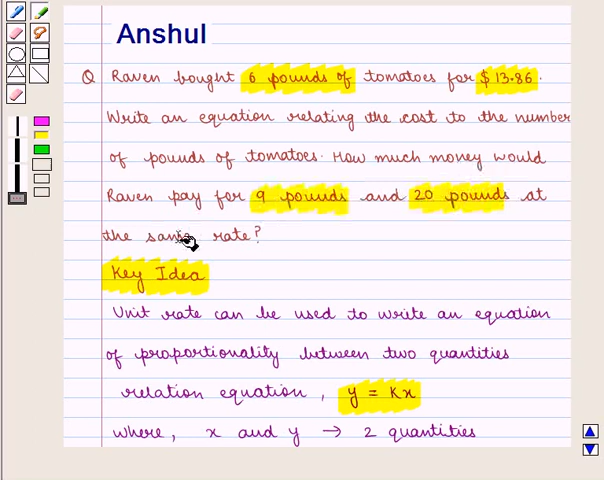 Anshul
Q Raven bought 6 pounds of tomatoes for $ 13.86.
Write an equation relating the cost to the number
of pounds of tomatoes. How much money would
Raven pay for 9 pounds and 20 pounds at
the same rate?
Key Idea
Unit rate can be used to write an equation
of proportionality between two quantities
relation equation, y = Kx
where, x and y → 2 quantities